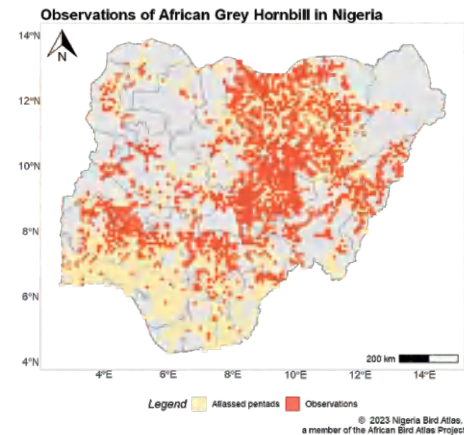 Observations of African Grey Hornbill in Nigeria
N
14°N
12°N
10°N
8°N
6°N
4°N
200 km
4°E
6°E
8°E
10°E
12°E
14°E
Legend Atlassed pentads Observations
© 2023 Nigeria Bird Atlas,
a member of the African Bird Atlas Project